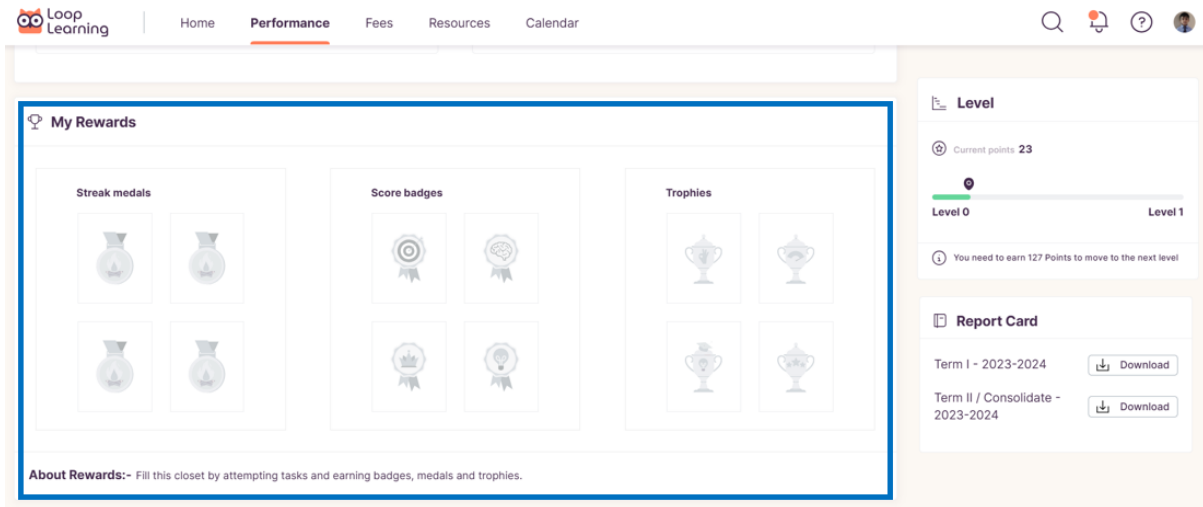 Loop
Learning
Home
Performance
Fees
Resources
Calendar
My Rewards
Streak medals
Score badges
Trophies
About Rewards:- Fill this closet by attempting tasks and earning badges, medals and trophies.
Level
Current points 23
Level 0
Level 1
You need to earn 127 Points to move to the next level
Report Card
Term I - 2023-2024
Download
Term II / Consolidate -
2023-2024
Download